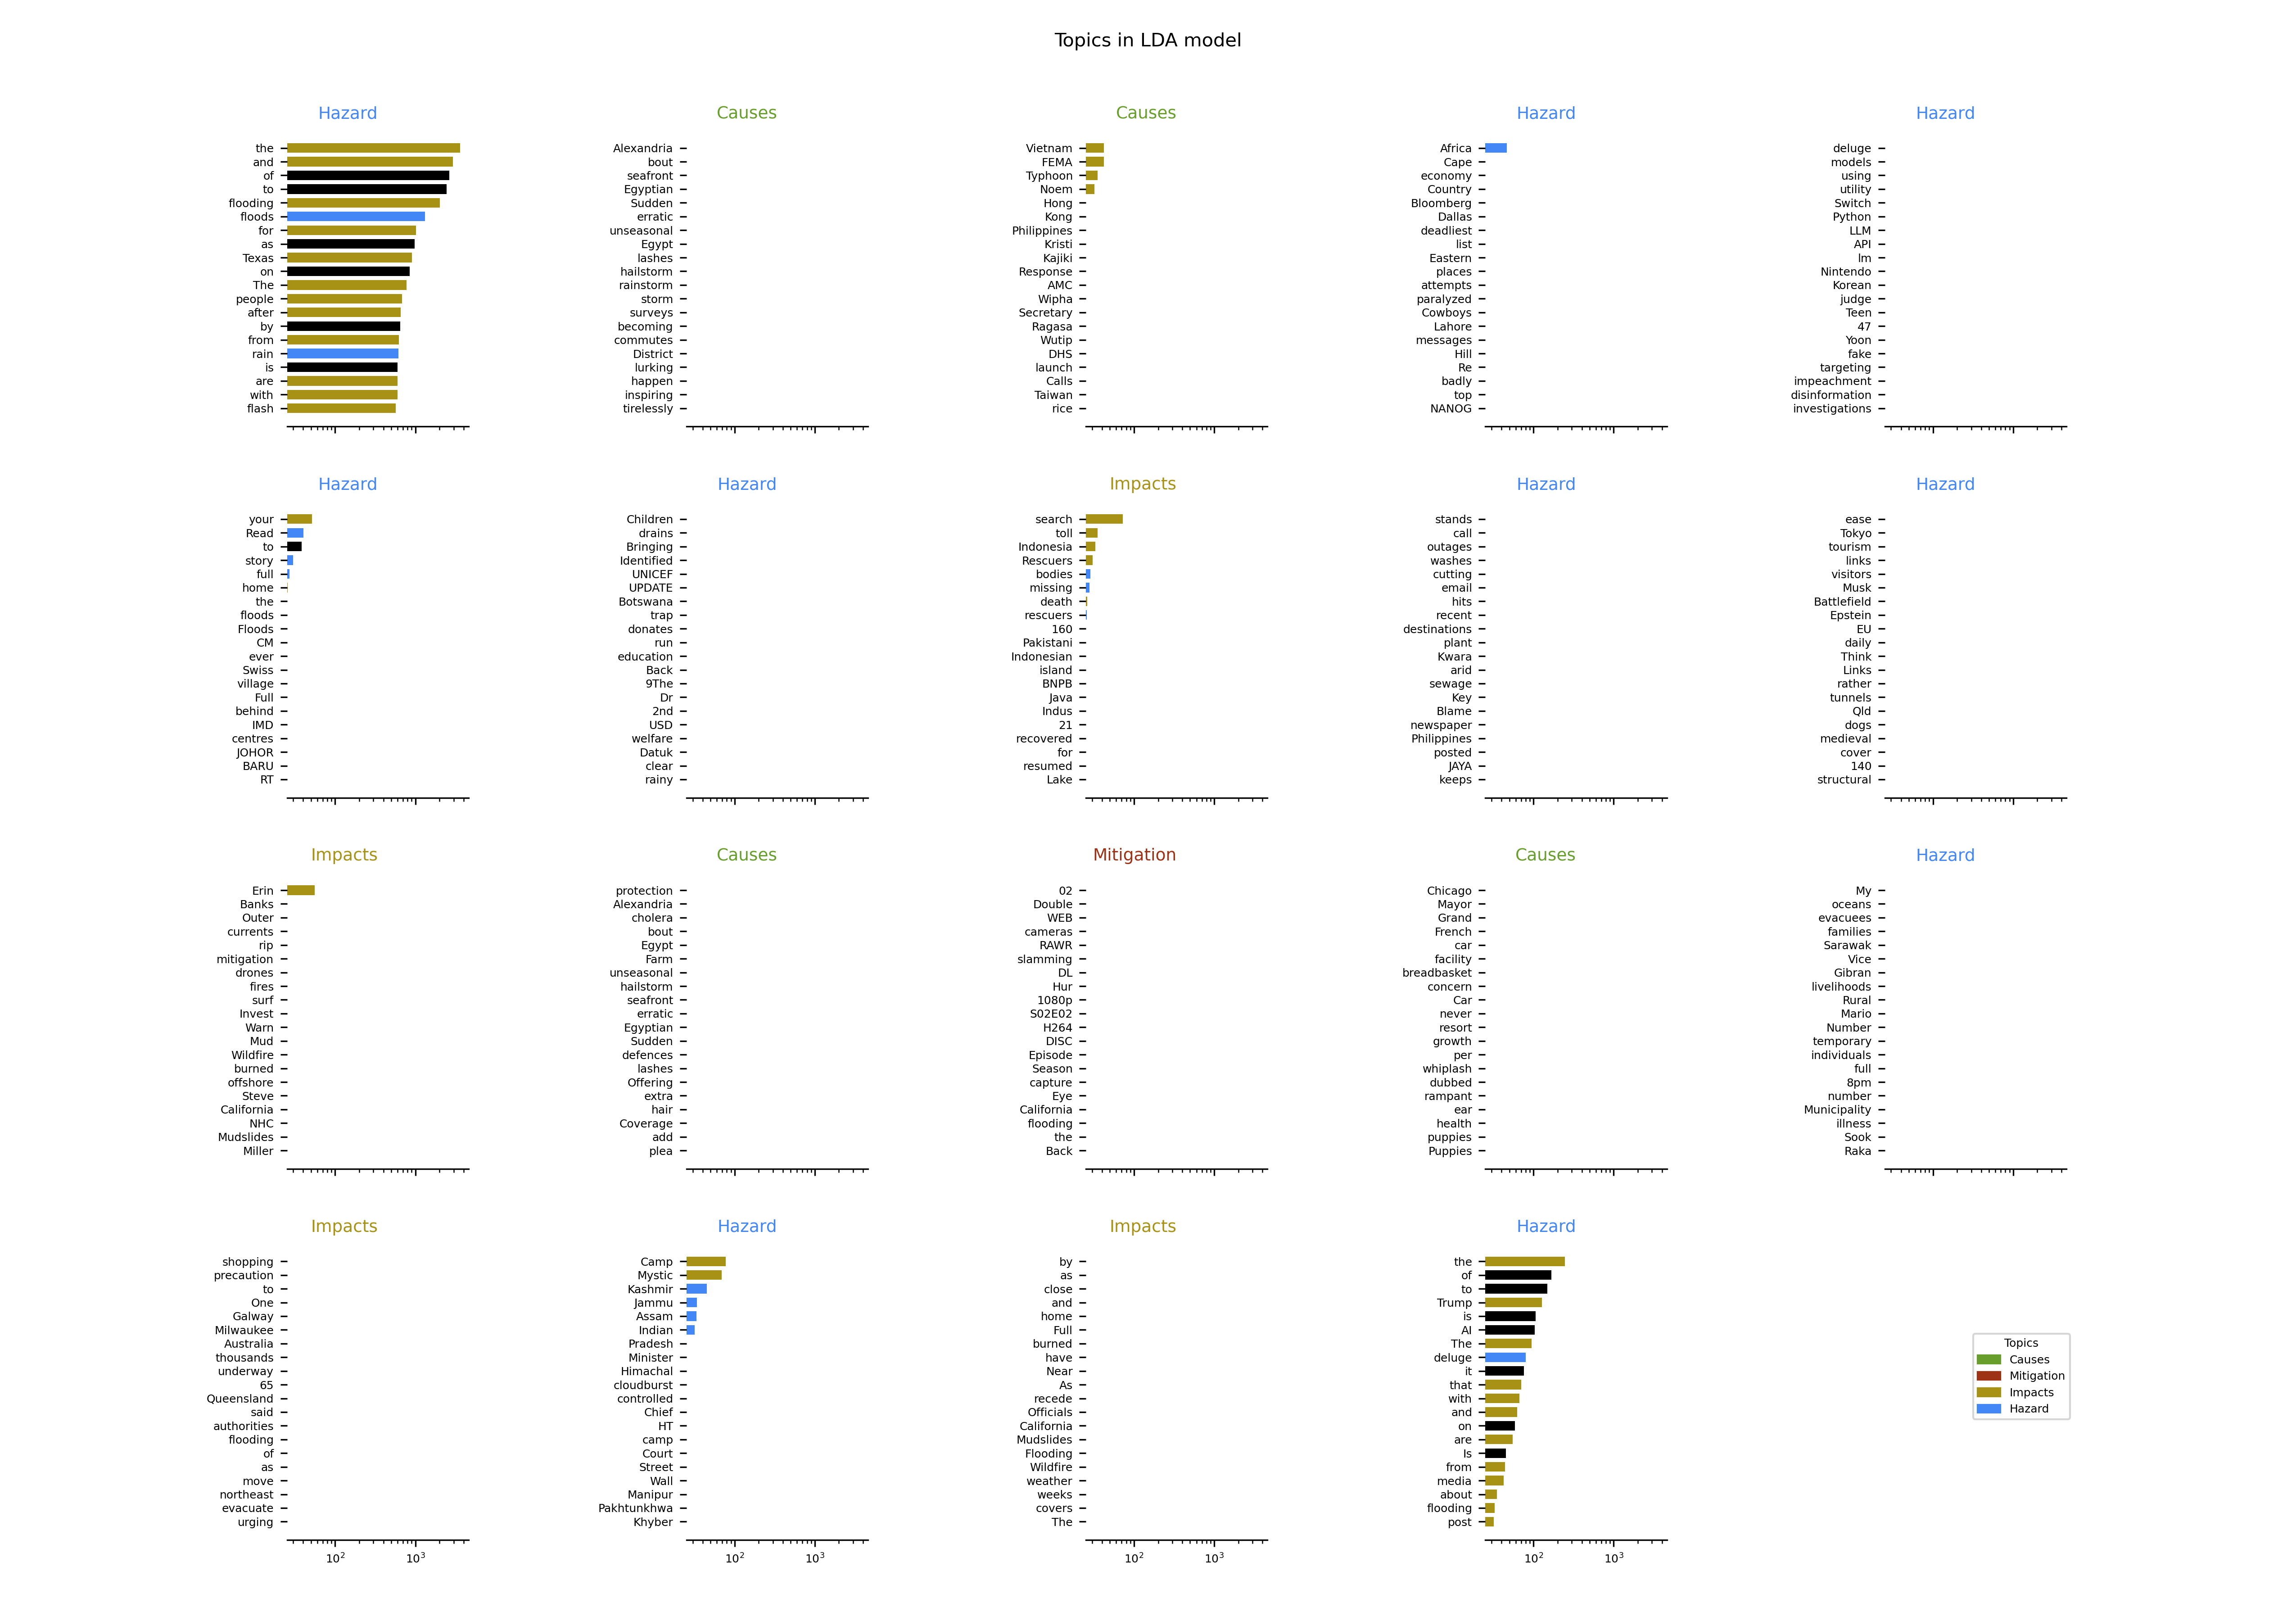 Topics in LDA model
Hazard
the
and
of
to
flooding
floods
for
as
Texas
on
The
people
after
by
from
rain
is
are
with
flash
Causes
Alexandria
bout
seafront
Egyptian
Sudden
erratic
unseasonal
Egypt
lashes
hailstorm
rainstorm
storm
surveys
becoming
commutes
District
lurking
happen
inspiring
tirelessly
Causes
Vietnam
FEMA
Typhoon
Noem
Hong
Kong
Philippines
Kristi
Kajiki
Response
AMC
Wipha
Secretary
Ragasa
Wutip
DHS
launch
Calls
Taiwan
rice
Hazard
Africa
Cape
economy
Country
Bloomberg
Dallas
deadliest
list
Eastern
places
attempts
paralyzed
Cowboys
Lahore
messages
Hill
Re
badly
top
NANOG
Hazard
deluge
models
using
utility
Switch
Python
LLM
API
lm
Nintendo
Korean
judge
Teen
47
Yoon
fake
targeting
impeachment
disinformation
investigations
Hazard
your
Read
to
story
full
home
the
floods
Floods
CM
ever
Swiss
village
Full
behind
IMD
centres
JOHOR
BARU
RT
Hazard
Children
drains
Bringing
Identified
UNICEF
UPDATE
Botswana
trap
donates
run
education
Back
9The
Dr
2nd
USD
welfare
Datuk
clear
rainy
Impacts
search
toll
Indonesia
Rescuers
bodies
missing
death
rescuers
160
Pakistani
Indonesian
island
BNPB
Java
Indus
21
recovered
for
resumed
Lake
Hazard
stands
call
outages
washes
cutting
email
hits
recent
destinations
plant
Kwara
arid
sewage
Key
Blame
newspaper
Philippines
posted
JAYA
keeps
Hazard
ease
Tokyo
tourism
links
visitors
Musk
Battlefield
Epstein
EU
daily
Think
Links
rather
tunnels
Qld
dogs
medieval
cover
140
structural
Impacts
Erin
Banks
Outer
currents
rip
mitigation
drones
fires
surf
Invest
Warn
Mud
Wildfire
burned
offshore
Steve
California
NHC
Mudslides
Miller
Causes
protection
Alexandria
cholera
bout
Egypt
Farm
unseasonal
hailstorm
seafront
erratic
Egyptian
Sudden
defences
lashes
Offering
extra
hair
Coverage
add
plea
Mitigation
02
Double
WEB
cameras
RAWR
slamming
DL
Hur
1080p
S02E02
H264
DISC
Episode
Season
capture
Eye
California
flooding
the
Back
Causes
Chicago
Mayor
Grand
French
car
facility
breadbasket
concern
Car
never
resort
growth
per
whiplash
dubbed
rampant
ear
health
puppies
Puppies
Hazard
My
oceans
evacuees
families
Sarawak
Vice
Gibran
livelihoods
Rural
Mario
Number
temporary
individuals
full
8pm
number
Municipality
illness
Sook
Raka
Impacts
shopping
precaution
to
One
Galway
Milwaukee
Australia
thousands
underway
65
Queensland
said
authorities
flooding
of
as
move
northeast
evacuate
urging
10² 10³
Hazard
Camp
Mystic
Kashmir
Jammu
Assam
Indian
Pradesh
Minister
Himachal
cloudburst
controlled
Chief
HT
camp
Court
Street
Wall
Manipur
Pakhtunkhwa
Khyber
10² 10³
Impacts
by
as
close
and
home
Full
burned
have
Near
As
recede
Officials
California
Mudslides
Flooding
Wildfire
weather
weeks
covers
The
10² 10³
Hazard
the
of
to
Trump
is
AI
The
deluge
it
that
with
and
on
are
Is
from
media
about
flooding
post
10² 10³
Topics
Causes
Mitigation
Impacts
Hazard